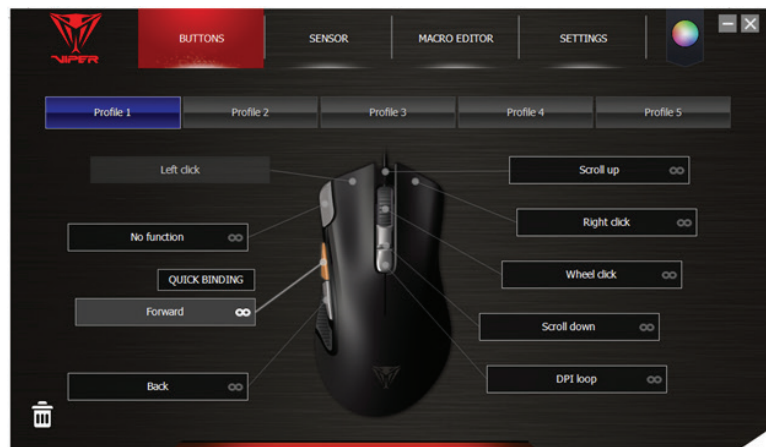 VIPER
BUTTONS
SENSOR
MACRO EDITOR
SETTINGS
Profile 1
Profile 2
Profile 3
Profile 4
Profile 5
Left click
Scroll up
No function
Right click
QUICK BINDING
Wheel click
Forward
Scroll down
Back
DPI loop